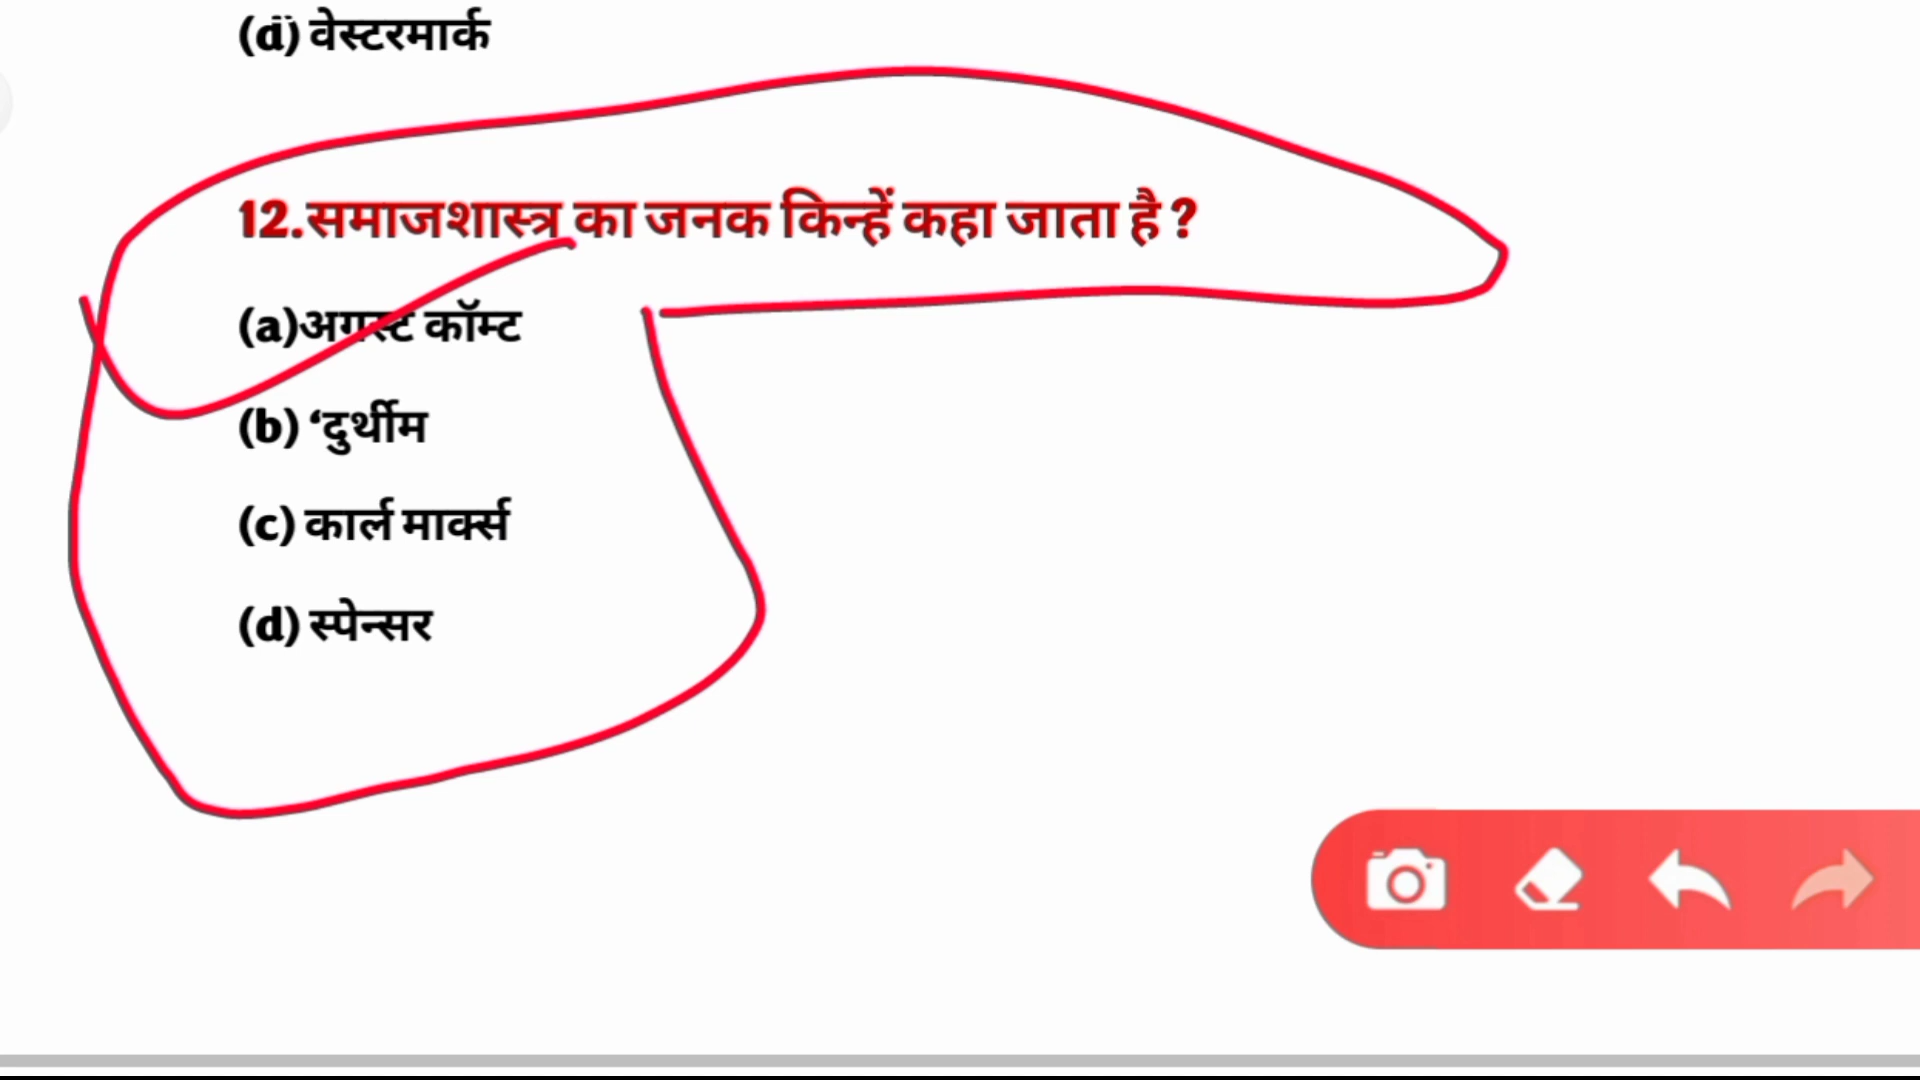 (d) वेस्टरमार्क
12.समाजशास्त्र का जनक किन्हें कहा जाता है ?
(a)अगस्ट कॉम्ट
(b) ‘दुर्थीम
(c) कार्ल मार्क्स
(d) स्पेन्सर